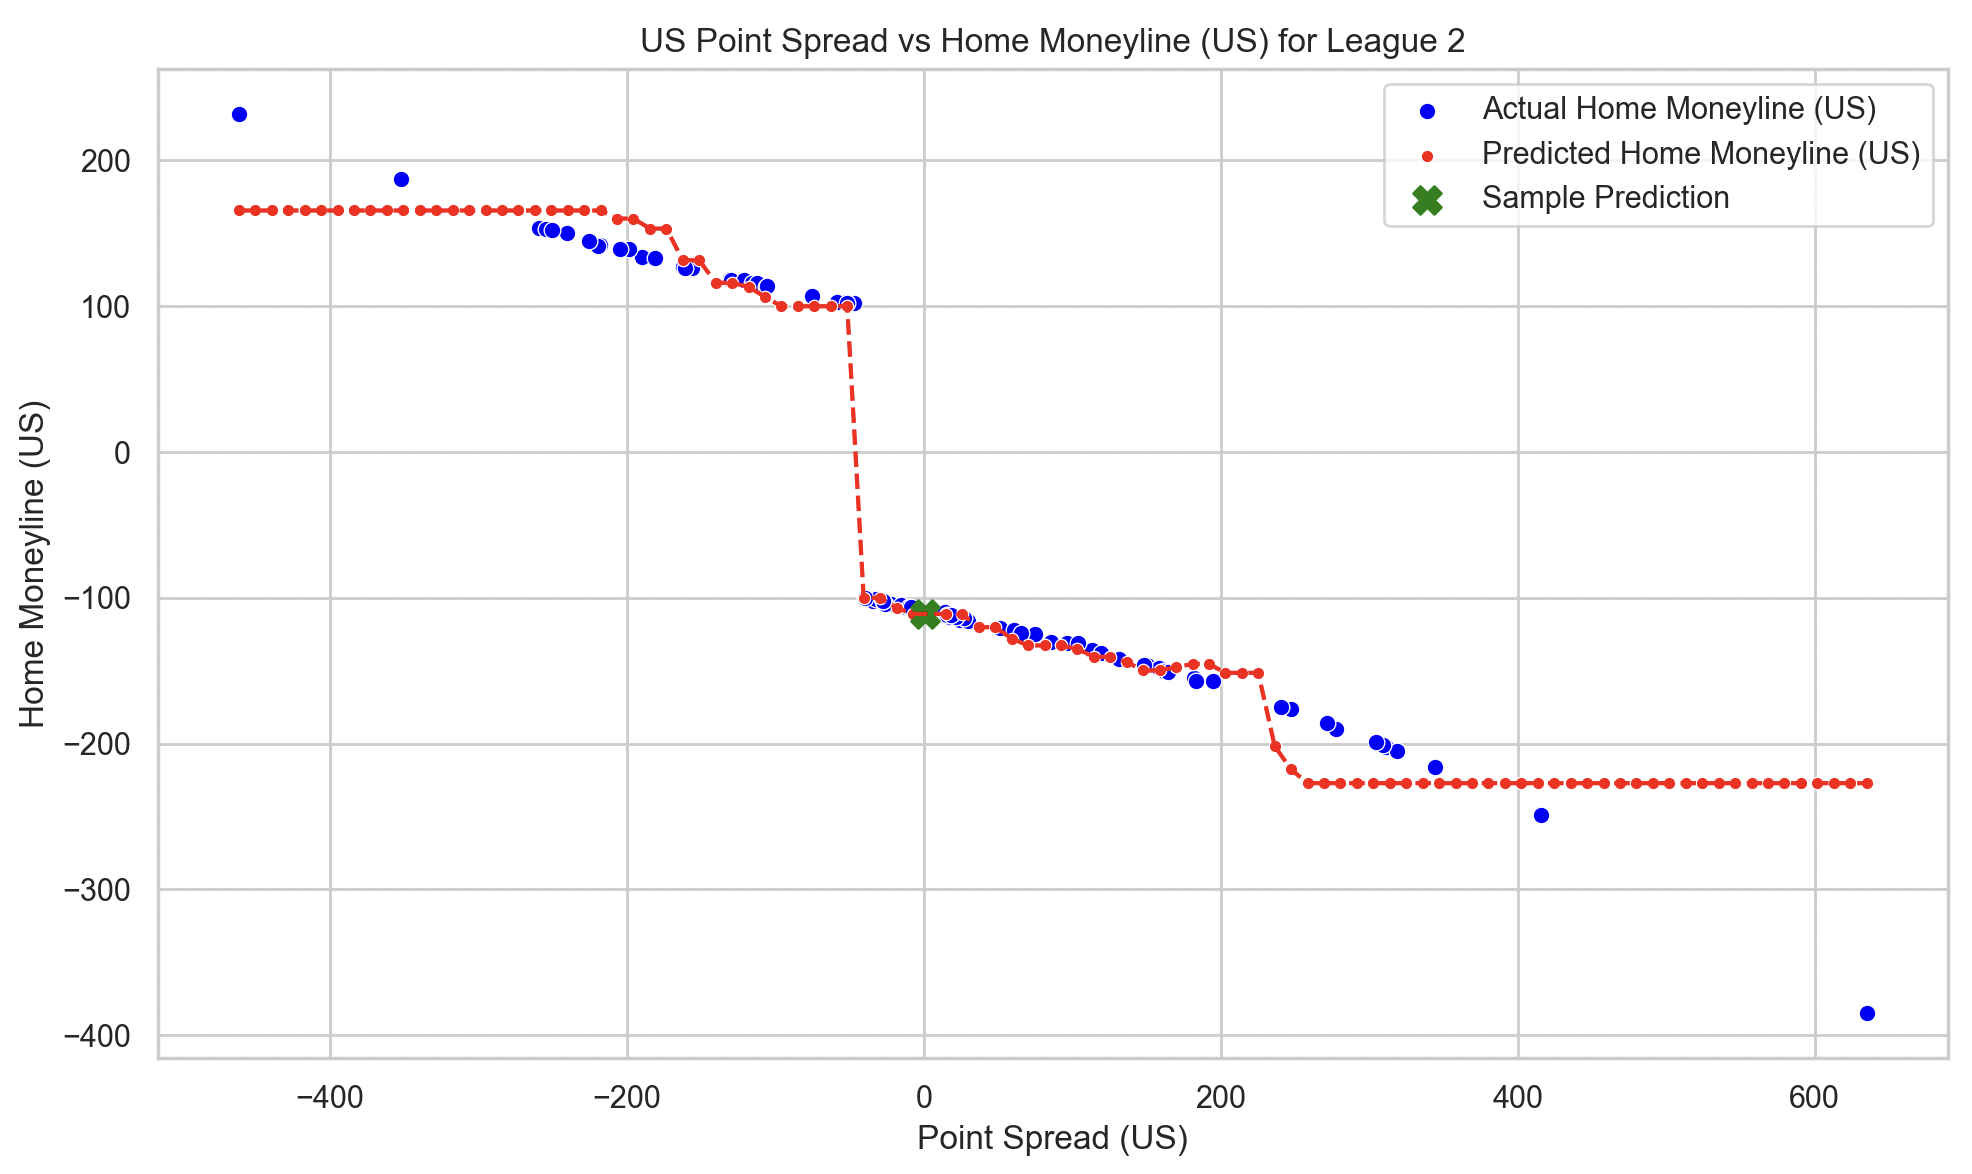 US Point Spread vs Home Moneyline (US) for League 2
Actual Home Moneyline (US)
Predicted Home Moneyline (US)
Sample Prediction
Home Moneyline (US)
200
100
0
−100
−200
−300
−400
−400
−200
0
200
400
600
Point Spread (US)